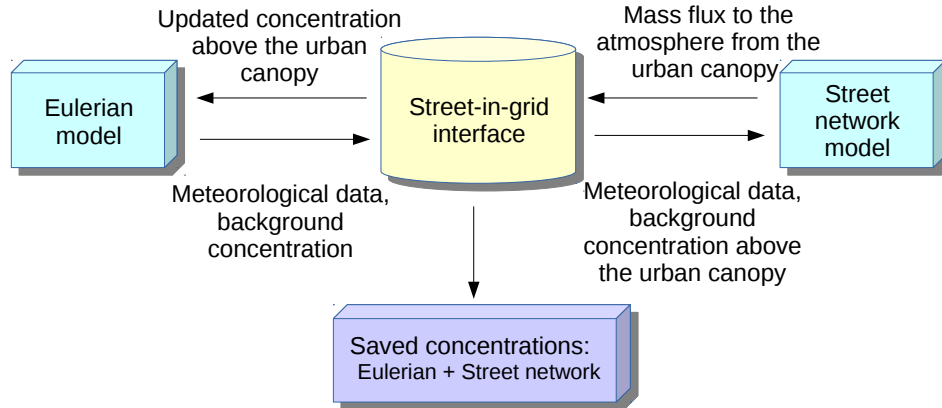 Updated concentration
above the urban
canopy
Mass flux to the
atmosphere from the
urban canopy
Eulerian
model
Street-in-grid
interface
Street
network
model
Meteorological data,
background
concentration
Meteorological data,
background
concentration above
the urban canopy
Saved concentrations:
Eulerian + Street network